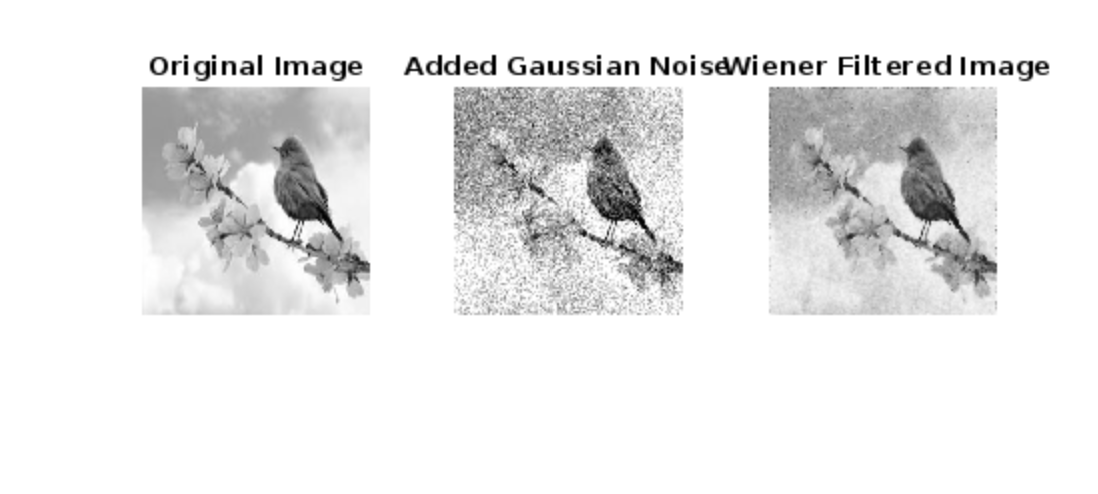 Original Image
Added Gaussian Noise
Wiener Filtered Image